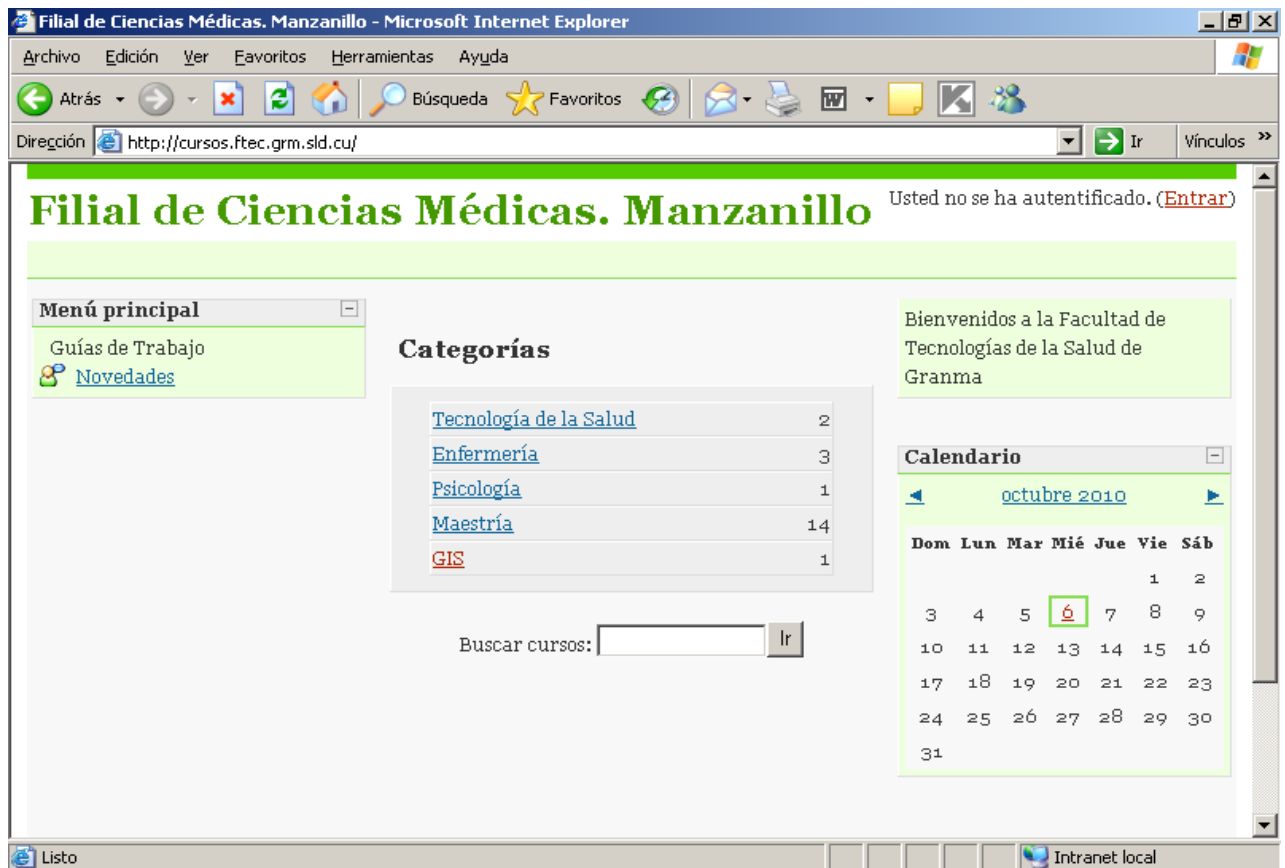 Filial de Ciencias Médicas. Manzanillo - Microsoft Internet Explorer
Archivo Edición Ver Favoritos Herramientas Ayuda
Atrás Búsqueda Favoritos
Dirección http://cursos.ftec.grm.sld.cu/ Ir Vínculos »
Filial de Ciencias Médicas. Manzanillo
Usted no se ha autentificado. (Entrar)
Menú principal
Guías de Trabajo
Novedades
Categorías
Tecnología de la Salud 2
Enfermería 3
Psicología 1
Maestría 14
GIS 1
Buscar cursos: Ir
Bienvenidos a la Facultad de
Tecnologías de la Salud de
Granma
Calendario
◄ octubre 2010 ►
Dom Lun Mar Mié Jue Vie Sáb
1 2
3 4 5 6 7 8 9
10 11 12 13 14 15 16
17 18 19 20 21 22 23
24 25 26 27 28 29 30
31
Listo
Intranet local